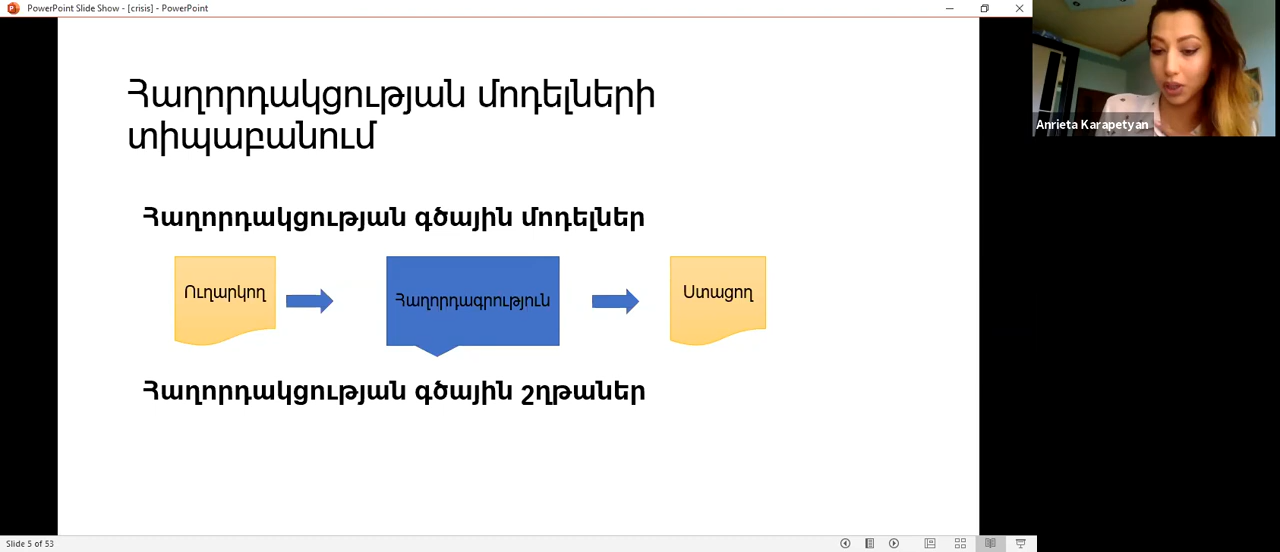 PowerPoint Slide Show - [crisis] - PowerPoint
Հաղորդակցության մոդելների
տիպաբանում
Հաղորդակցության գծային մոդելներ
Ուղարկող
Հաղորդագրություն
Ստացող
Հաղորդակցության գծային շղթաներ
Anrieta Karapetyan
Slide 5 of 53